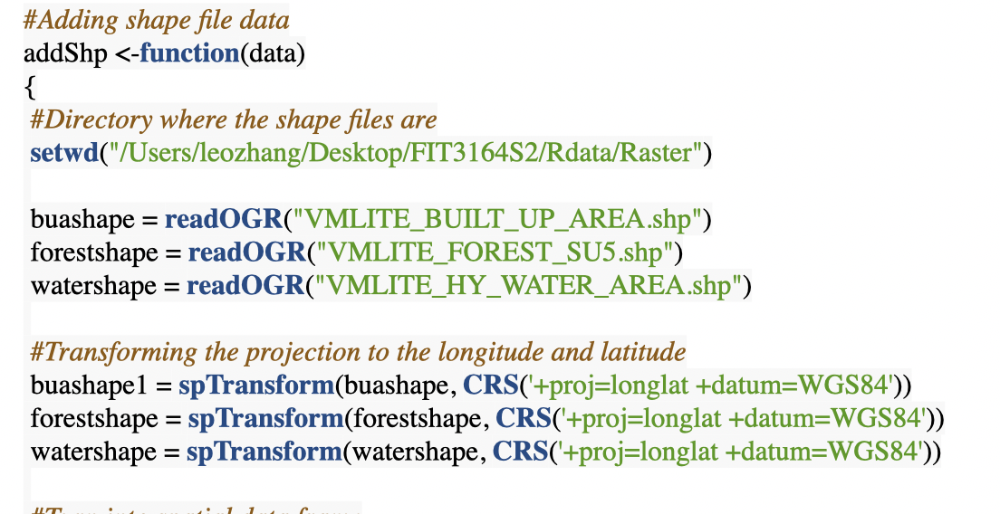 #Adding shape file data
addShp <-function(data)
{
#Directory where the shape files are
setwd("/Users/leozhang/Desktop/FIT3164S2/Rdata/Raster")
buashape = readOGR("VMLITE_BUILT_UP_AREA.shp")
forestshape = readOGR("VMLITE_FOREST_SU5.shp")
watershape = readOGR("VMLITE_HY_WATER_AREA.shp")
#Transforming the projection to the longitude and latitude
buashape1 = spTransform(buashape, CRS('+proj=longlat +datum=WGS84'))
forestshape = spTransform(forestshape, CRS('+proj=longlat +datum=WGS84'))
watershape = spTransform(watershape, CRS('+proj=longlat +datum=WGS84'))